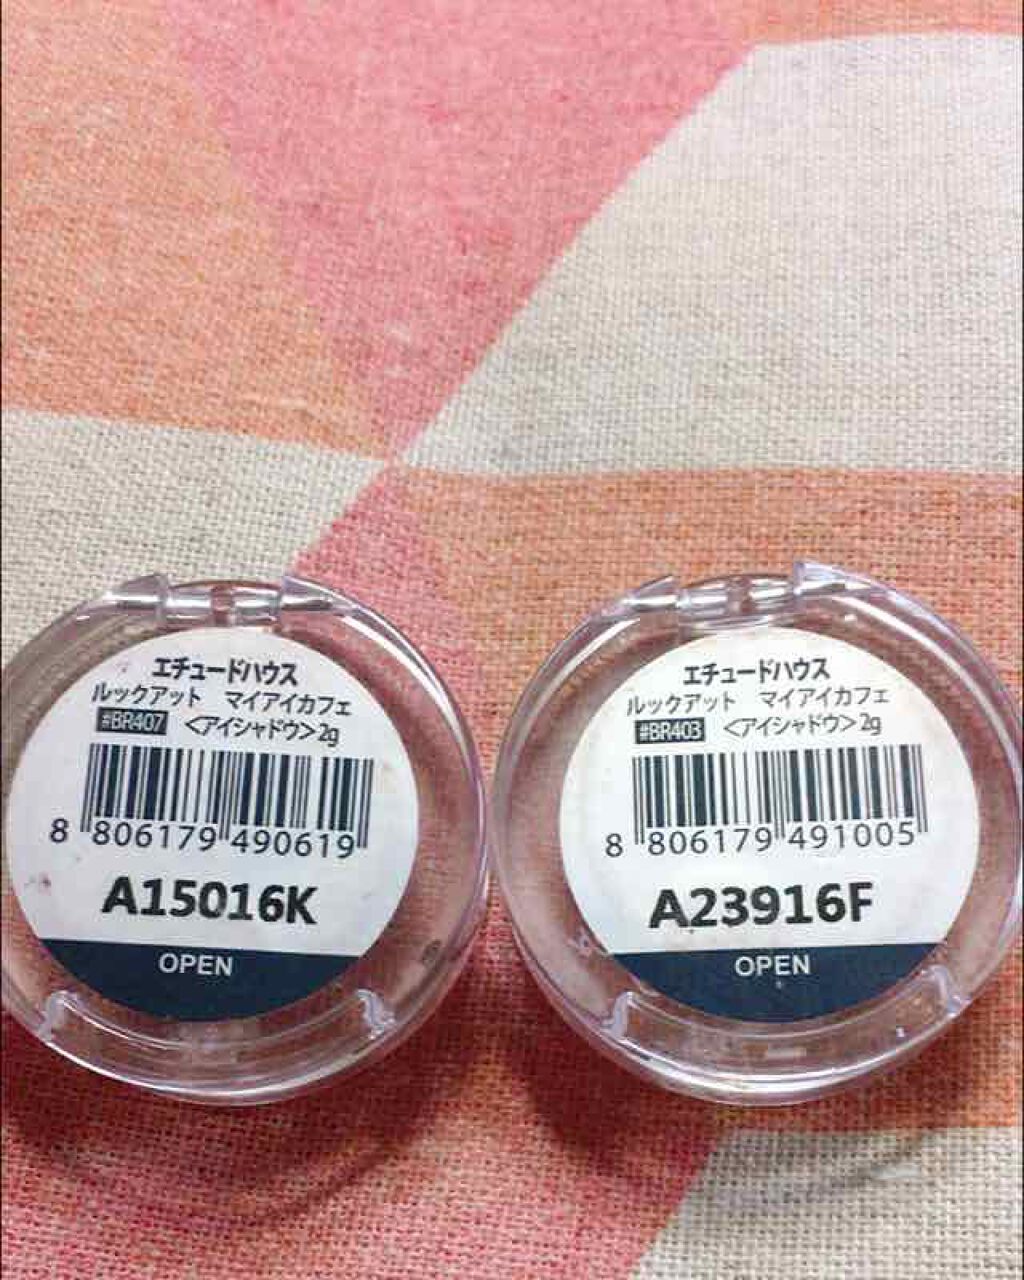 エチュードハウス
ルックアット マイアイカフェ
#BR407 <アイシャドウ>2g
8 806179 490619
A15016K
OPEN
エチュードハウス
ルックアット マイアイカフェ
#BR403 <アイシャドウ>2g
8 806179 491005
A23916F
OPEN